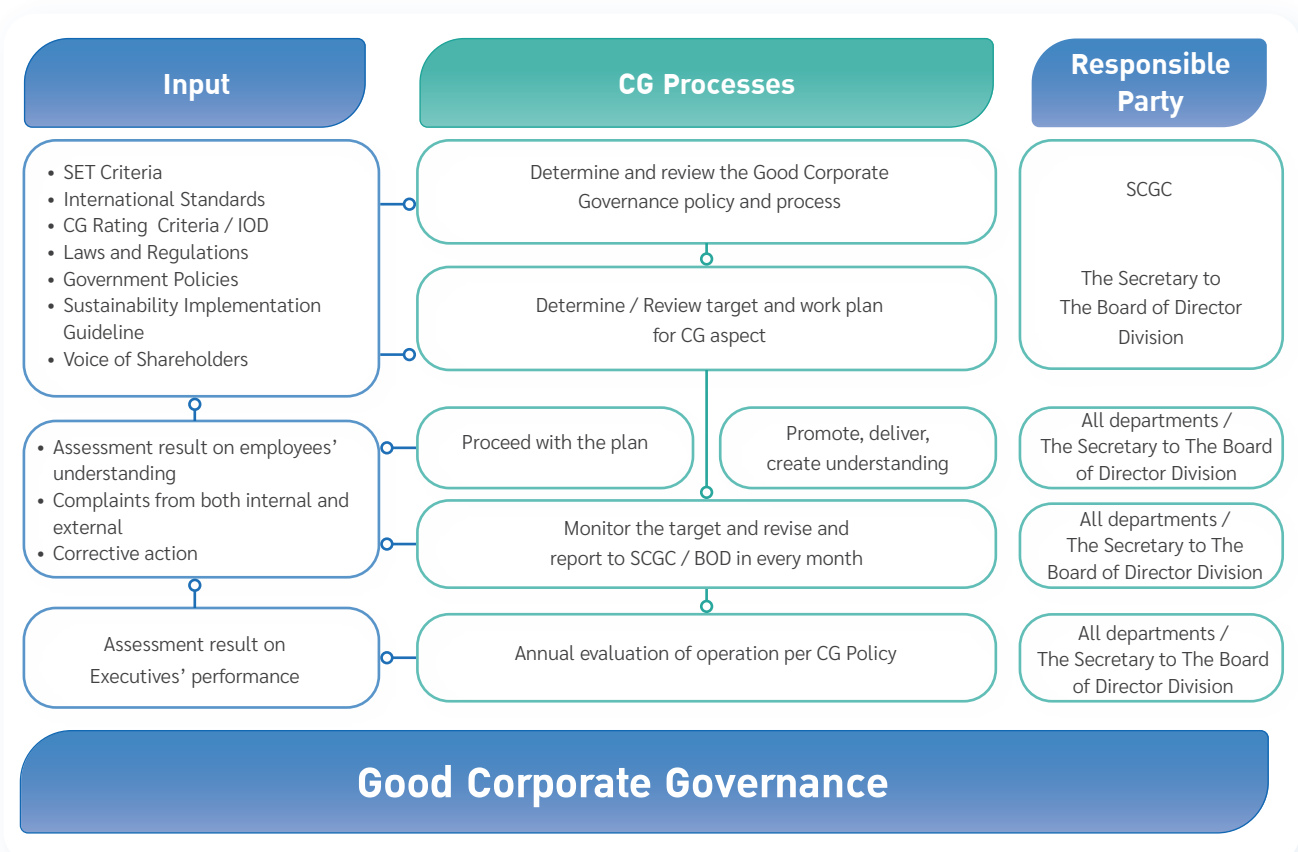 Input
CG Processes
Responsible
Party
• SET Criteria
• International Standards
• CG Rating  Criteria / IOD
• Laws and Regulations
• Government Policies
• Sustainability Implementation
Guideline
• Voice of Shareholders
Determine and review the Good Corporate
Governance policy and process
SCGC
The Secretary to
The Board of Director
Division
Determine / Review target and work plan
for CG aspect
• Assessment result on employees’
understanding
• Complaints from both internal and
external
• Corrective action
Proceed with the plan
Promote, deliver,
create understanding
All departments /
The Secretary to The Board
of Director Division
Monitor the target and revise and
report to SCGC / BOD in every month
All departments /
The Secretary to The
Board of Director Division
Assessment result on
Executives’ performance
Annual evaluation of operation per CG Policy
All departments /
The Secretary to The Board
of Director Division
Good Corporate Governance